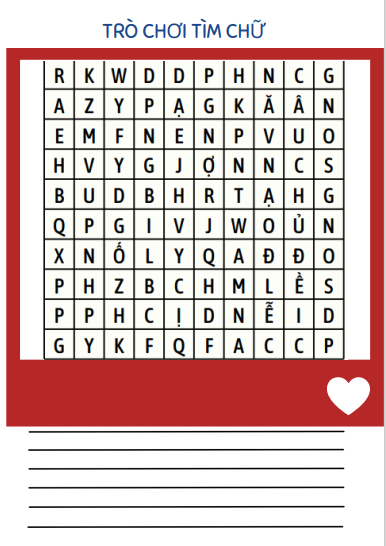 TRÒ CHƠI TÌM CHỮ
R K W D D P H N C G
A Z Y P Ạ G K Ă Â N
E M F N E N P V U O
H V Y G J Ợ N N C S
B U D B H R T Ạ H G
Q P G I V J W O Ủ N
X N Ố L Y Q A Đ Đ O
P H Z B C H M L Ề S
P P H C Ị D N Ễ I D
G Y K F Q F A C C P